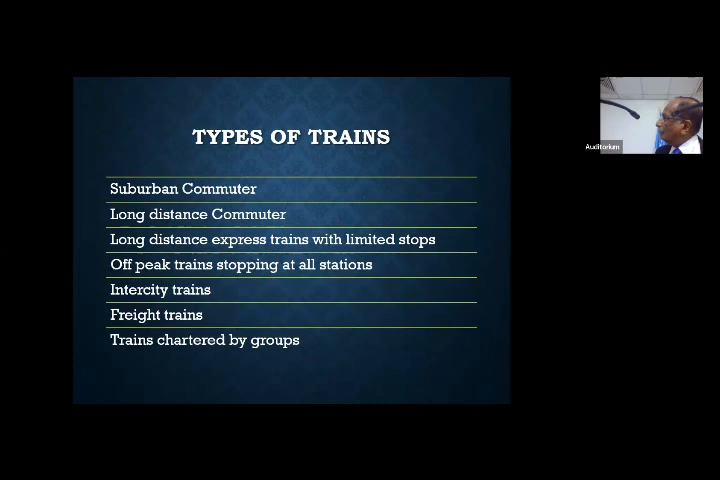 TYPES OF TRAINS
Suburban Commuter
Long distance Commuter
Long distance express trains with limited stops
Off peak trains stopping at all stations
Intercity trains
Freight trains
Trains chartered by groups
Auditorium